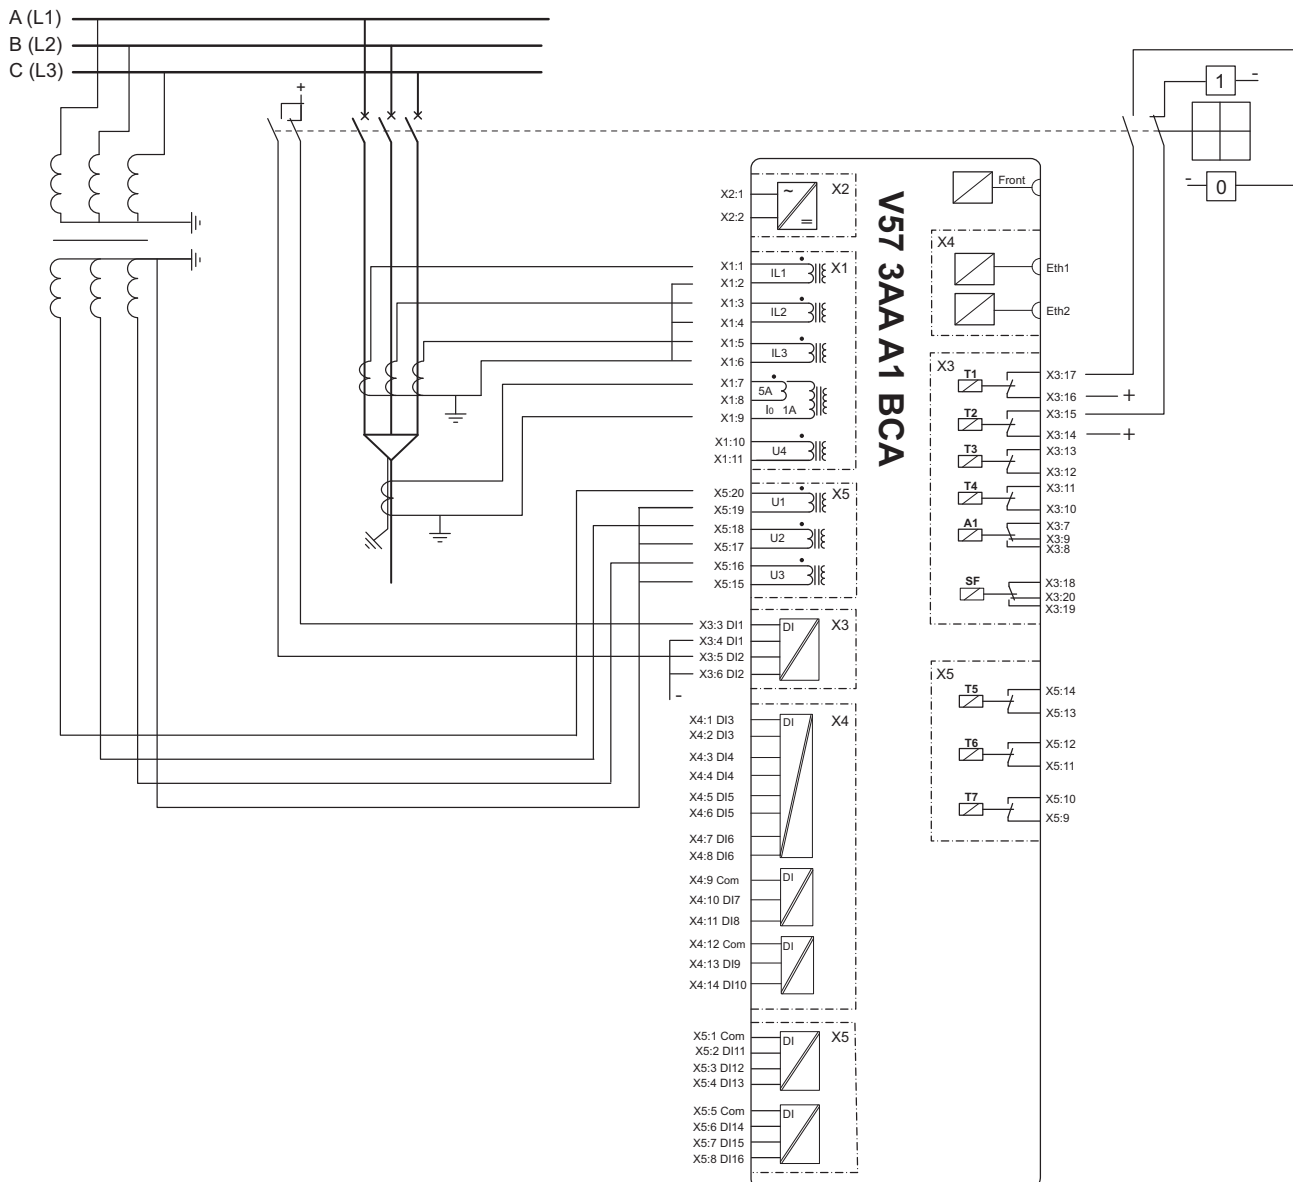 A (L1)
B (L2)
C (L3)
+
1
-
-
0
X2:1
X2:2
~
=
X2
V57 3AA A1 BCA
Front
X4
Eth1
Eth2
X1:1
X1:2
X1:3
X1:4
X1:5
X1:6
X1:7
X1:8
X1:9
X1:10
X1:11
IL1
X1
IL2
IL3
5A
I0 1A
U4
X5:20
X5:19
X5:18
X5:17
X5:16
X5:15
U1
X5
U2
U3
X3:3 DI1
X3:4 DI1
X3:5 DI2
X3:6 DI2
-
DI
X3
X4:1 DI3
X4:2 DI3
X4:3 DI4
X4:4 DI4
X4:5 DI5
X4:6 DI5
X4:7 DI6
X4:8 DI6
DI
X4
X4:9 Com
X4:10 DI7
X4:11 DI8
DI
X4:12 Com
X4:13 DI9
X4:14 DI10
DI
X5:1 Com
X5:2 DI11
X5:3 DI12
X5:4 DI13
DI
X5
X5:5 Com
X5:6 DI14
X5:7 DI15
X5:8 DI16
DI
X3
T1
X3:17
X3:16
+
T2
X3:15
X3:14
+
T3
X3:13
X3:12
T4
X3:11
X3:10
A1
X3:7
X3:9
X3:8
SF
X3:18
X3:20
X3:19
X5
T5
X5:14
X5:13
T6
X5:12
X5:11
T7
X5:10
X5:9